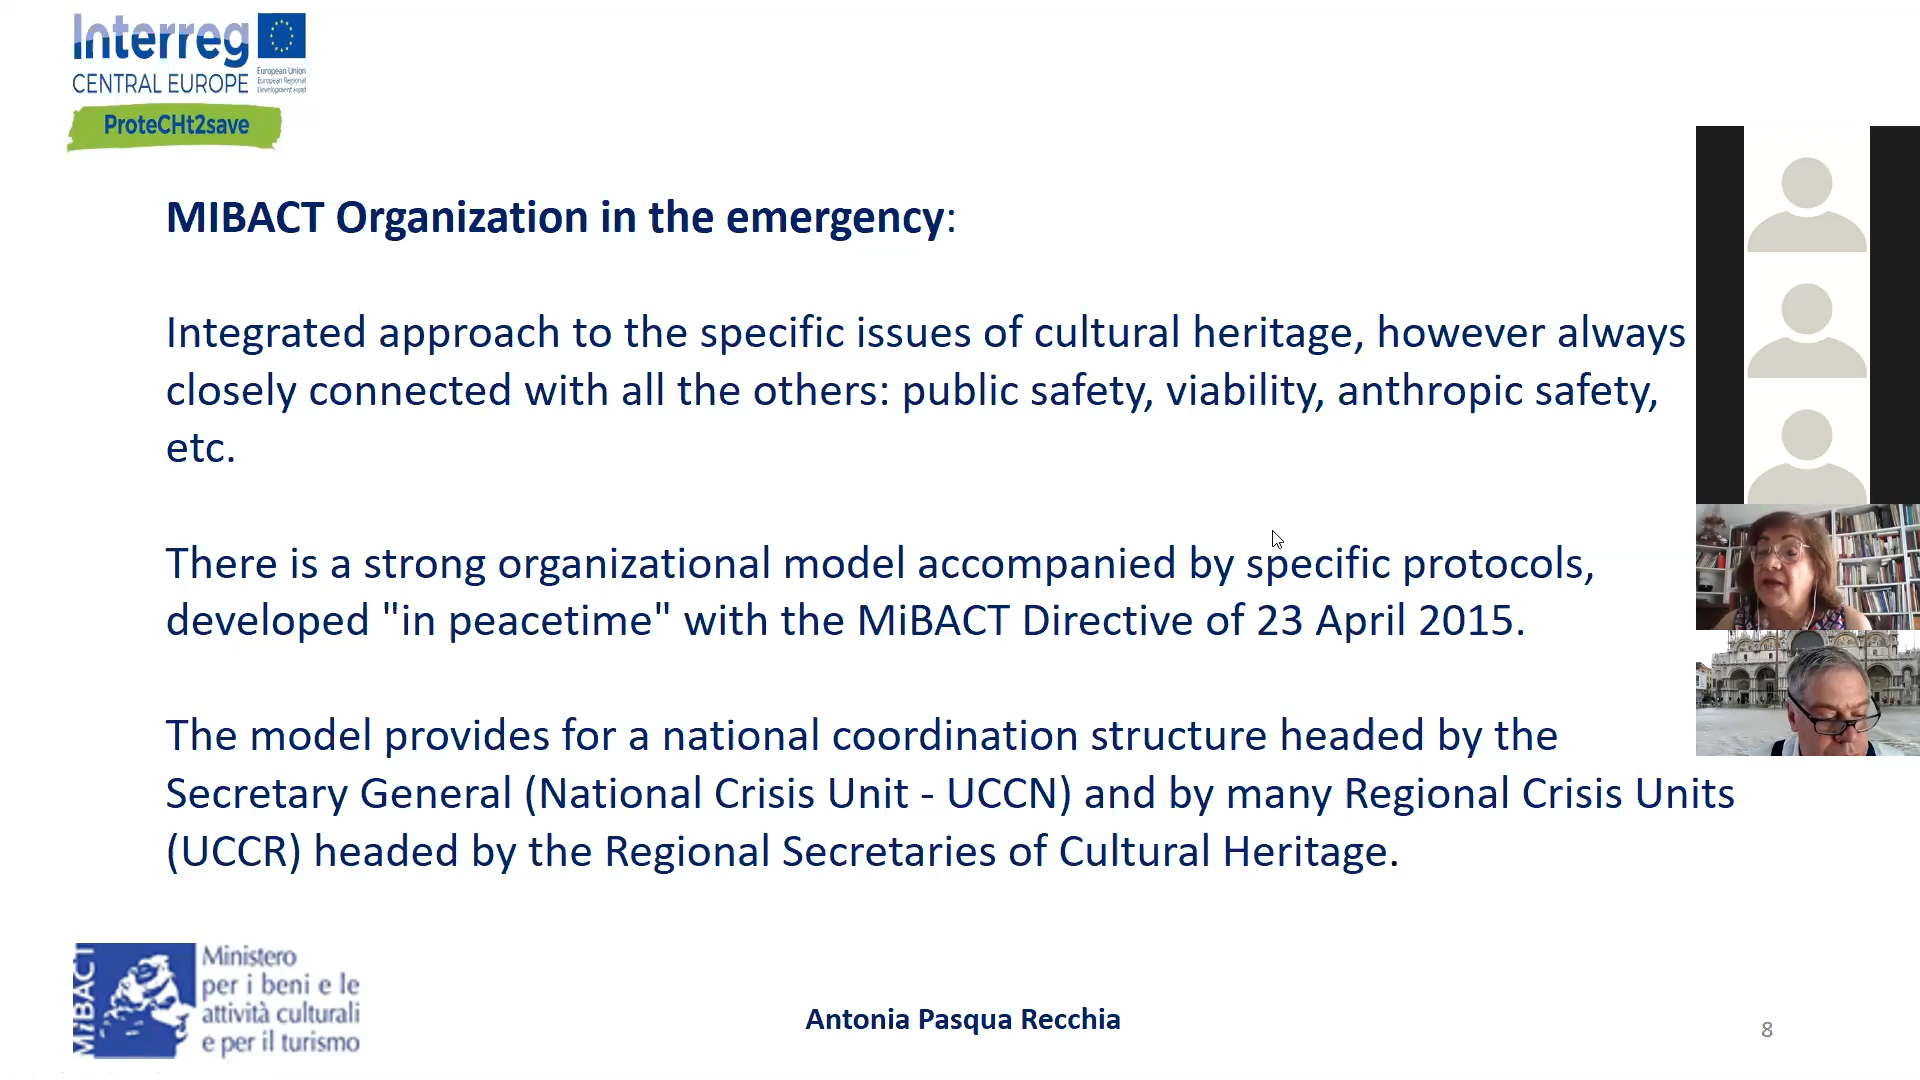 Interreg
CENTRAL EUROPE
European Union
European Regional
Development Fund
ProteCHt2save
MIBACT Organization in the emergency:
Integrated approach to the specific issues of cultural heritage, however always
closely connected with all the others: public safety, viability, anthropic safety,
etc.
There is a strong organizational model accompanied by specific protocols,
developed "in peacetime" with the MiBACT Directive of 23 April 2015.
The model provides for a national coordination structure headed by the
Secretary General (National Crisis Unit - UCCN) and by many Regional Crisis Units
(UCCR) headed by the Regional Secretaries of Cultural Heritage.
MiBACT
Ministero
per i beni e le
attività culturali
e per il turismo
Antonia Pasqua Recchia
8